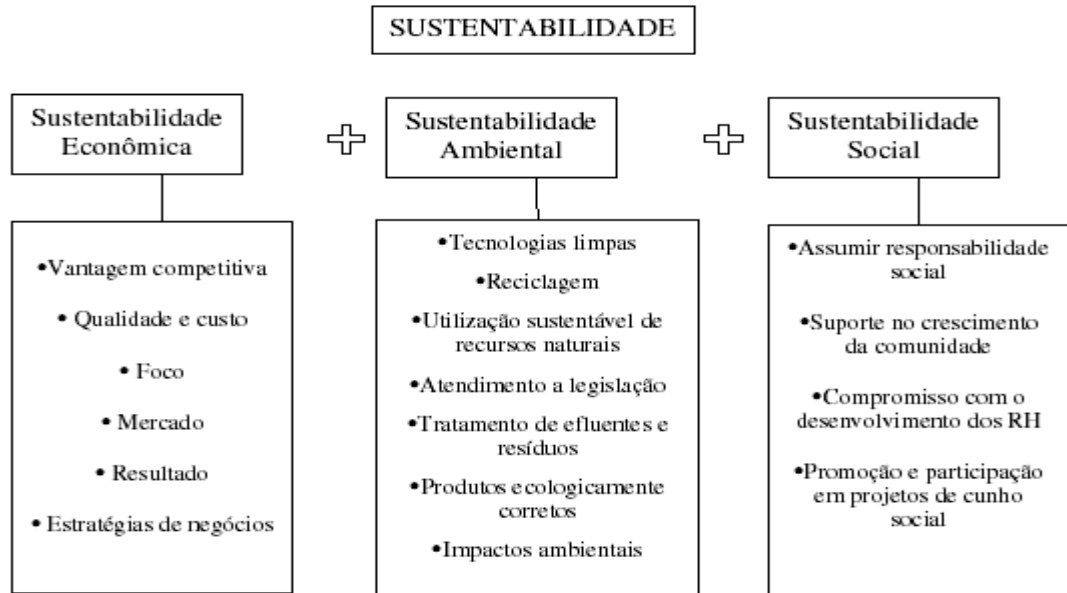 SUSTENTABILIDADE
Sustentabilidade
Econômica
Sustentabilidade
Ambiental
Sustentabilidade
Social
•Vantagem competitiva
• Qualidade e custo
• Foco
• Mercado
• Resultado
• Estratégias de negócios
•Tecnologias limpas
•Reciclagem
•Utilização sustentável de
recursos naturais
•Atendimento a legislação
•Tratamento de efluentes e
resíduos
•Produtos ecologicamente
corretos
•Impactos ambientais
•Assumir responsabilidade
social
•Suporte no crescimento
da comunidade
•Compromisso com o
desenvolvimento dos RH
•Promoção e participação
em projetos de cunho
social